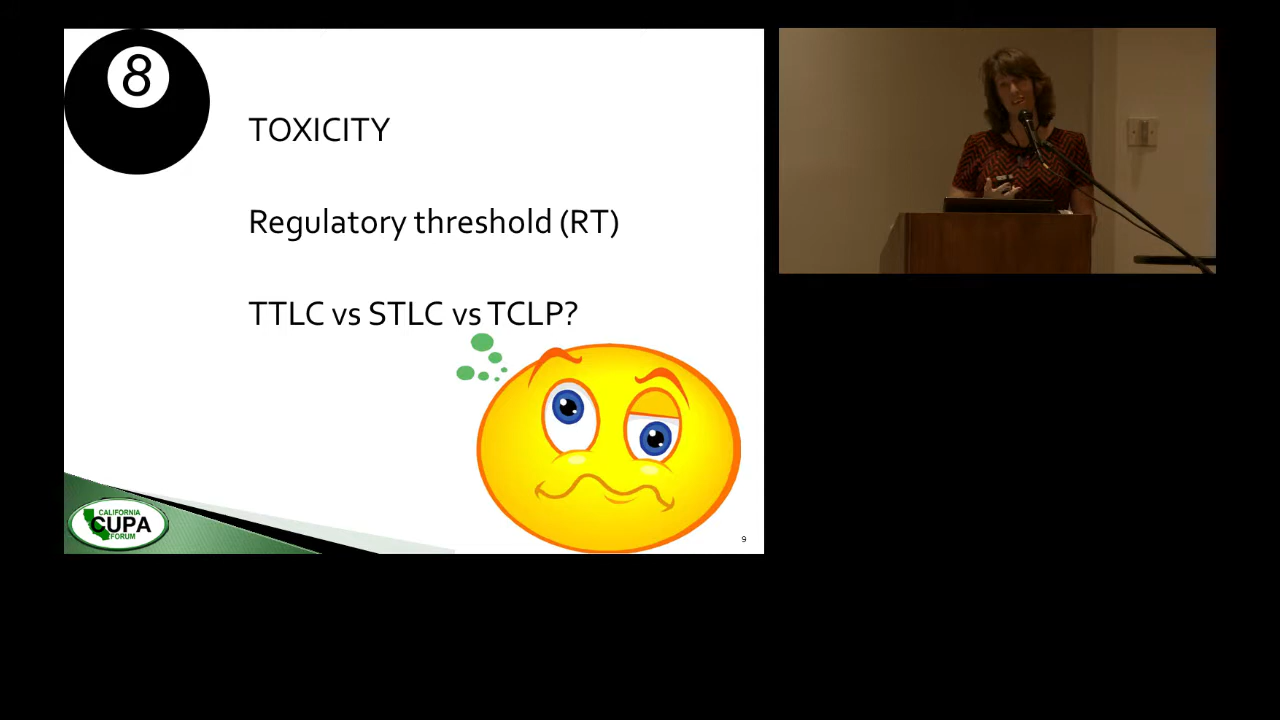 8
TOXICITY
Regulatory threshold (RT)
TTLC vs STLC vs TCLP?
CALIFORNIA
CUPA
FORUM
9